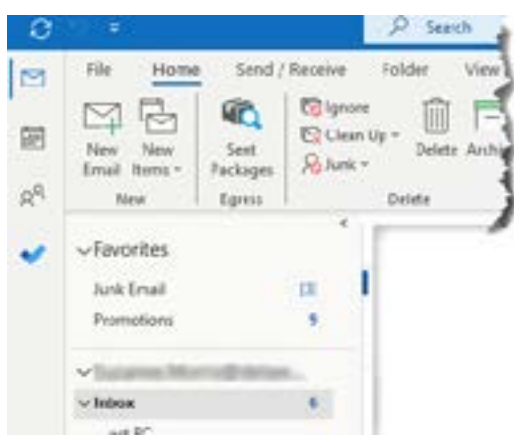 Search
File Home Send / Receive Folder View
New Email
New Items
Sent Packages
Ignore
Clean Up
Junk
Delete
New Egress Delete
Favorites
Junk Email
Promotions 9
Inbox 6